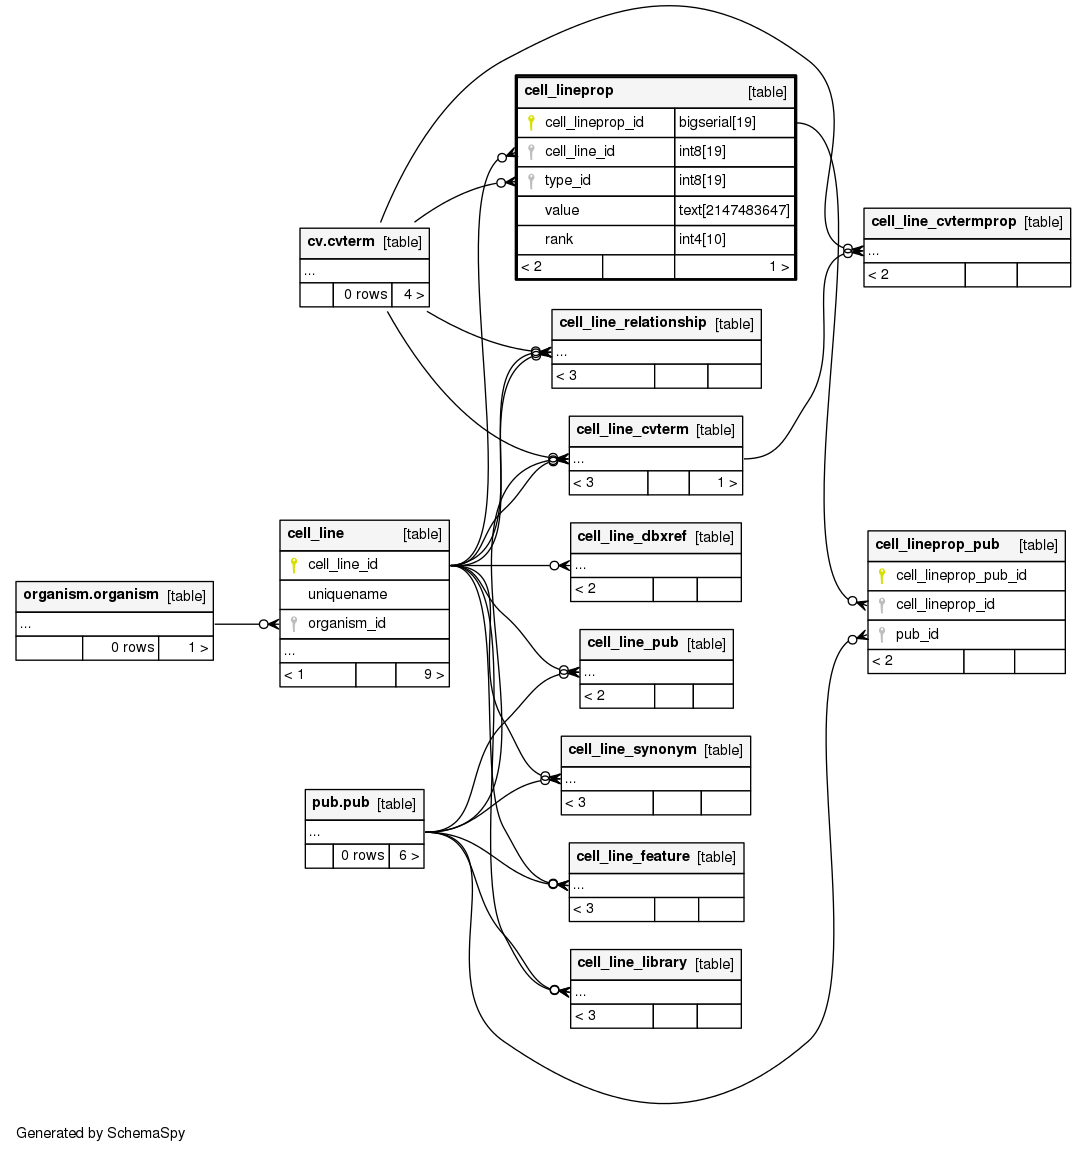 cell_lineprop [table]
cell_lineprop_id bigserial[19]
cell_line_id int8[19]
type_id int8[19]
value text[2147483647]
rank int4[10]
< 2 1 >
cv.cvterm [table]
...
0 rows 4 >
cell_line_cvtermprop [table]
...
< 2
cell_line_relationship [table]
...
< 3
cell_line_cvterm [table]
...
< 3 1 >
cell_line [table]
cell_line_id
uniquename
organism_id
...
< 1 9 >
cell_line_dbxref [table]
...
< 2
cell_lineprop_pub [table]
cell_lineprop_pub_id
cell_lineprop_id
pub_id
< 2
organism.organism [table]
...
0 rows 1 >
cell_line_pub [table]
...
< 2
cell_line_synonym [table]
...
< 3
pub.pub [table]
...
0 rows 6 >
cell_line_feature [table]
...
< 3
cell_line_library [table]
...
< 3
Generated by SchemaSpy